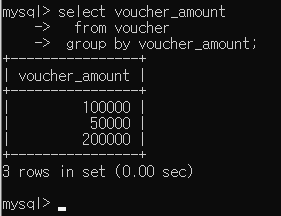 mysql> select voucher_amount
    ->   from voucher
    ->  group by voucher_amount;
+----------------+
| voucher_amount |
+----------------+
|         100000 |
|          50000 |
|         200000 |
+----------------+
3 rows in set (0.00 sec)
mysql>